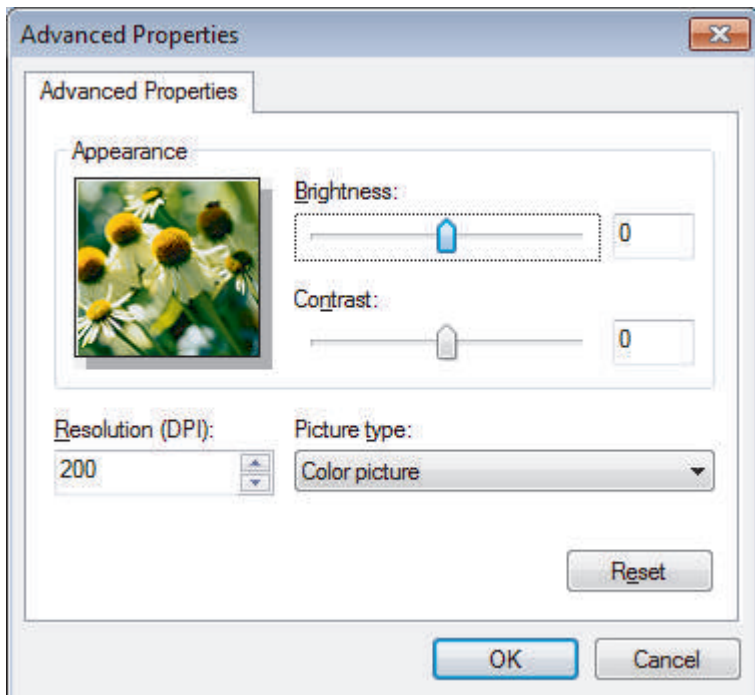 Advanced Properties
Advanced Properties
Appearance
Brightness:
0
Contrast:
0
Resolution (DPI):
Picture type:
200
Color picture
Reset
OK
Cancel